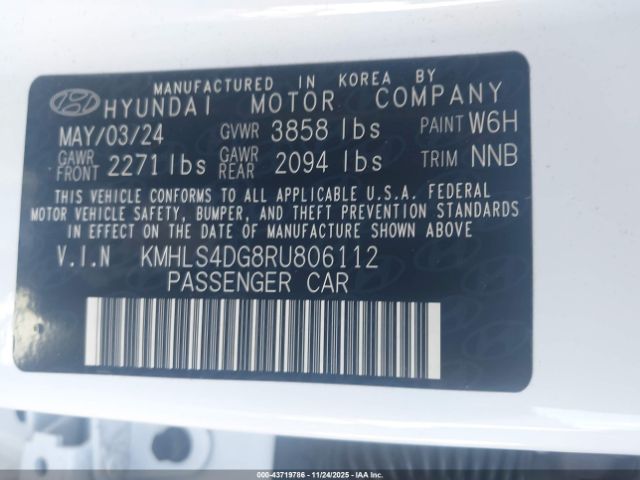 MANUFACTURED IN KOREA BY
HYUNDAI MOTOR COMPANY
MAY/03/24 GVWR 3858 lbs PAINT W6H
GAWR FRONT 2271 lbs GAWR REAR 2094 lbs TRIM NNB
THIS VEHICLE CONFORMS TO ALL APPLICABLE U.S.A. FEDERAL
MOTOR VEHICLE SAFETY, BUMPER, AND THEFT PREVENTION STANDARDS
IN EFFECT ON THE DATE OF MANUFACTURE SHOWN ABOVE.
V.I.N KMHLS4DG8RU806112
PASSENGER CAR
000-43719786 - 11/24/2025 - IAA Inc.